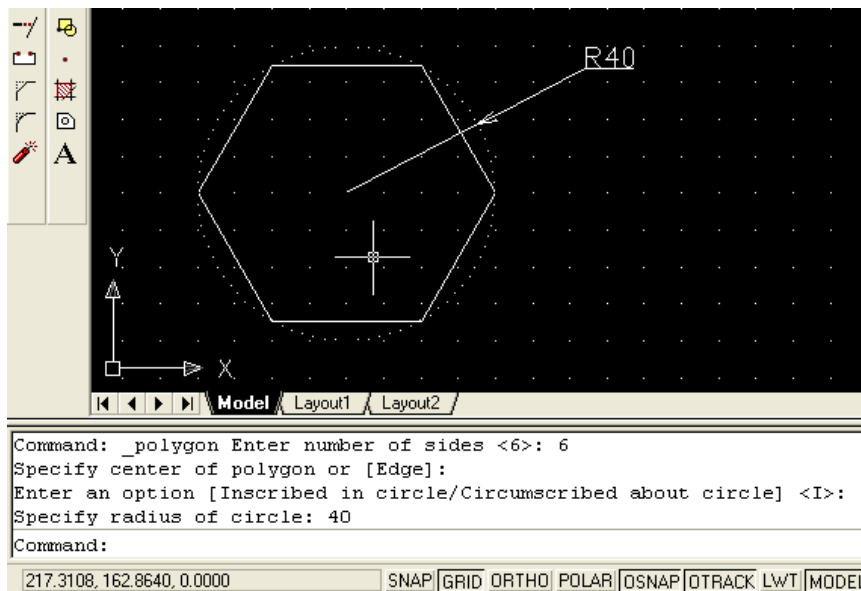 A
R40
Y
X
Model Layout1 Layout2
Command: _polygon Enter number of sides <6>: 6
Specify center of polygon or [Edge]:
Enter an option [Inscribed in circle/Circumscribed about circle] <I>:
Specify radius of circle: 40
Command:
217.3108, 162.8640, 0.0000 SNAP GRID ORTHO POLAR OSNAP OTRACK LWT MODEL